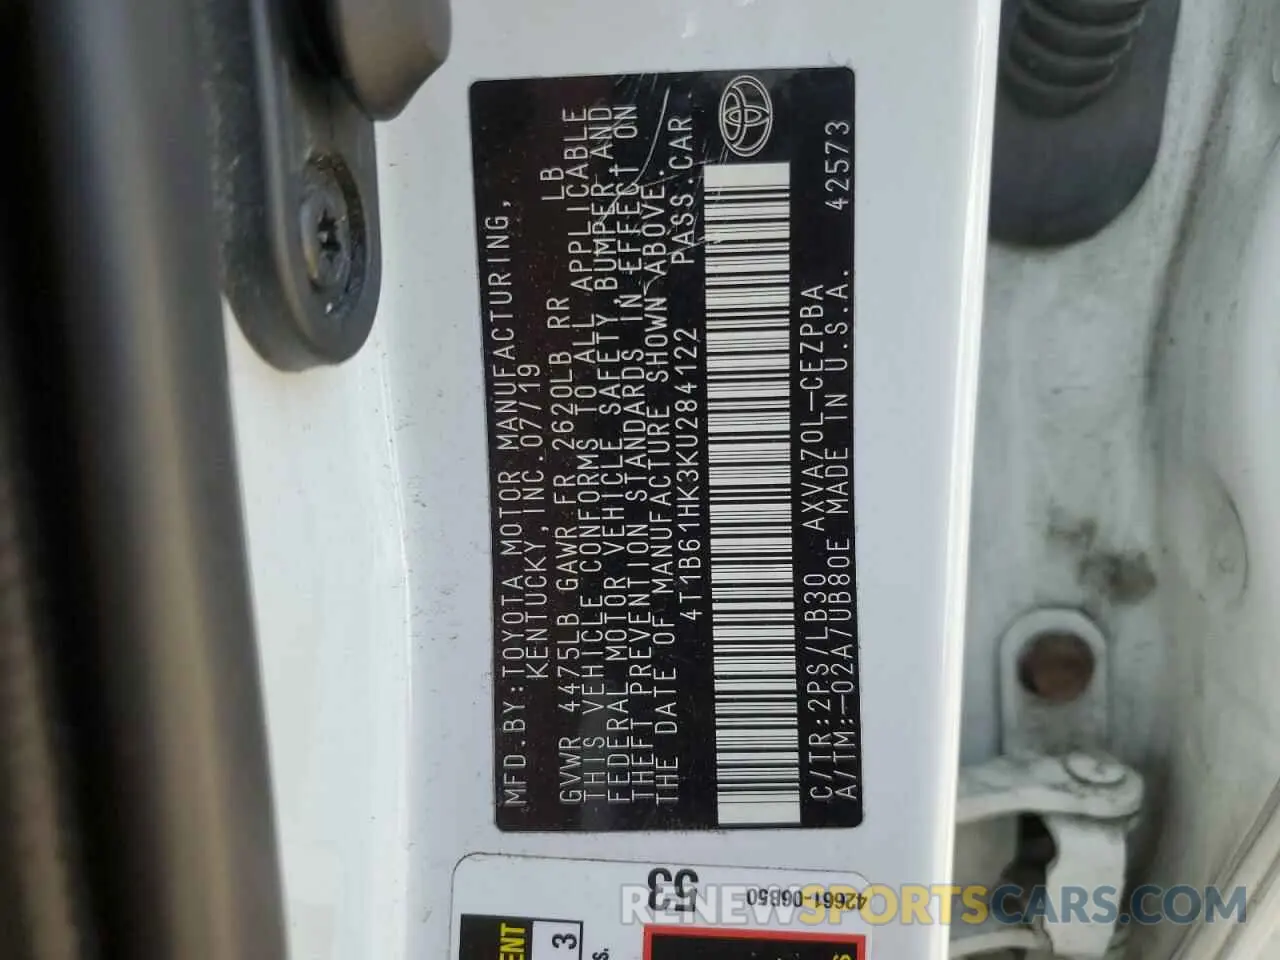 MFD.BY:TOYOTA MOTOR MANUFACTURING,
KENTUCKY,INC.07/19
GVWR 4475LB GAWR FR 2620LB RR LB
THIS VEHICLE CONFORMS TO ALL APPLICABLE
FEDERAL MOTOR VEHICLE SAFETY, BUMPER, AND
THEFT PREVENTION STANDARDS IN EFFECT ON
THE DATE OF MANUFACTURE SHOWN ABOVE.
4T1B61HK3KU284122 PASS.CAR
C/TR:2PS/LB30 AXVA70L-CEZPBA
A/TM:-02A/UB80E MADE IN U.S.A. 42573
53
42661-06B50
ENT
3
s.
RENEWSPORTSCARS.COM